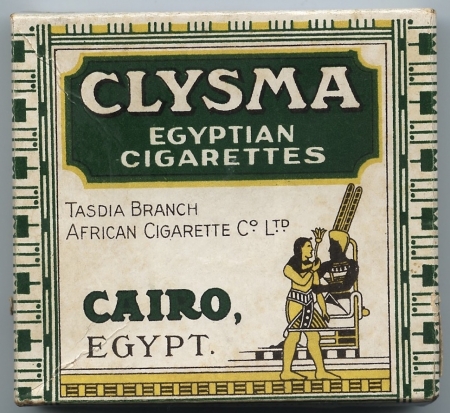 CLYSMA
EGYPTIAN
CIGARETTES
TASDIA BRANCH
AFRICAN CIGARETTE Cº LTD
CAIRO,
EGYPT.